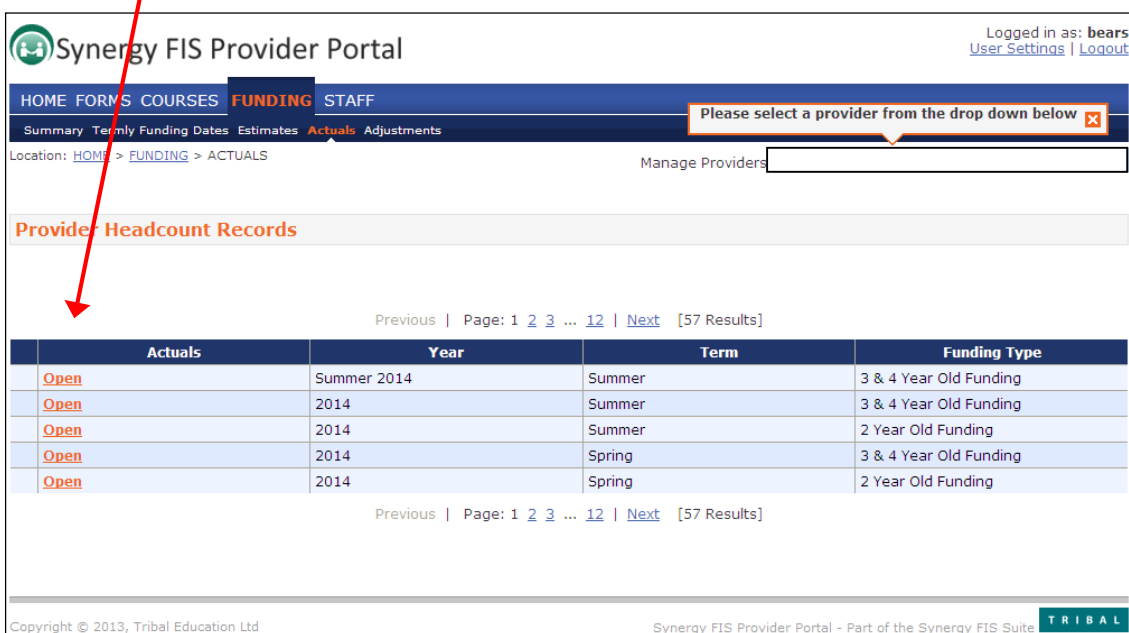 Synergy FIS Provider Portal
Logged in as: bears
User Settings | Logout
HOME FORMS COURSES FUNDING STAFF
Summary Termly Funding Dates Estimates Actuals Adjustments
Please select a provider from the drop down below
Location: HOME > FUNDING > ACTUALS
Manage Providers
Provider Headcount Records
Previous | Page: 1 2 3 ... 12 | Next [57 Results]
Actuals Year Term Funding Type
Open Summer 2014 Summer 3 & 4 Year Old Funding
Open 2014 Summer 3 & 4 Year Old Funding
Open 2014 Summer 2 Year Old Funding
Open 2014 Spring 3 & 4 Year Old Funding
Open 2014 Spring 2 Year Old Funding
Previous | Page: 1 2 3 ... 12 | Next [57 Results]
Copyright © 2013, Tribal Education Ltd
Synergy FIS Provider Portal - Part of the Synergy FIS Suite
TRIBAL